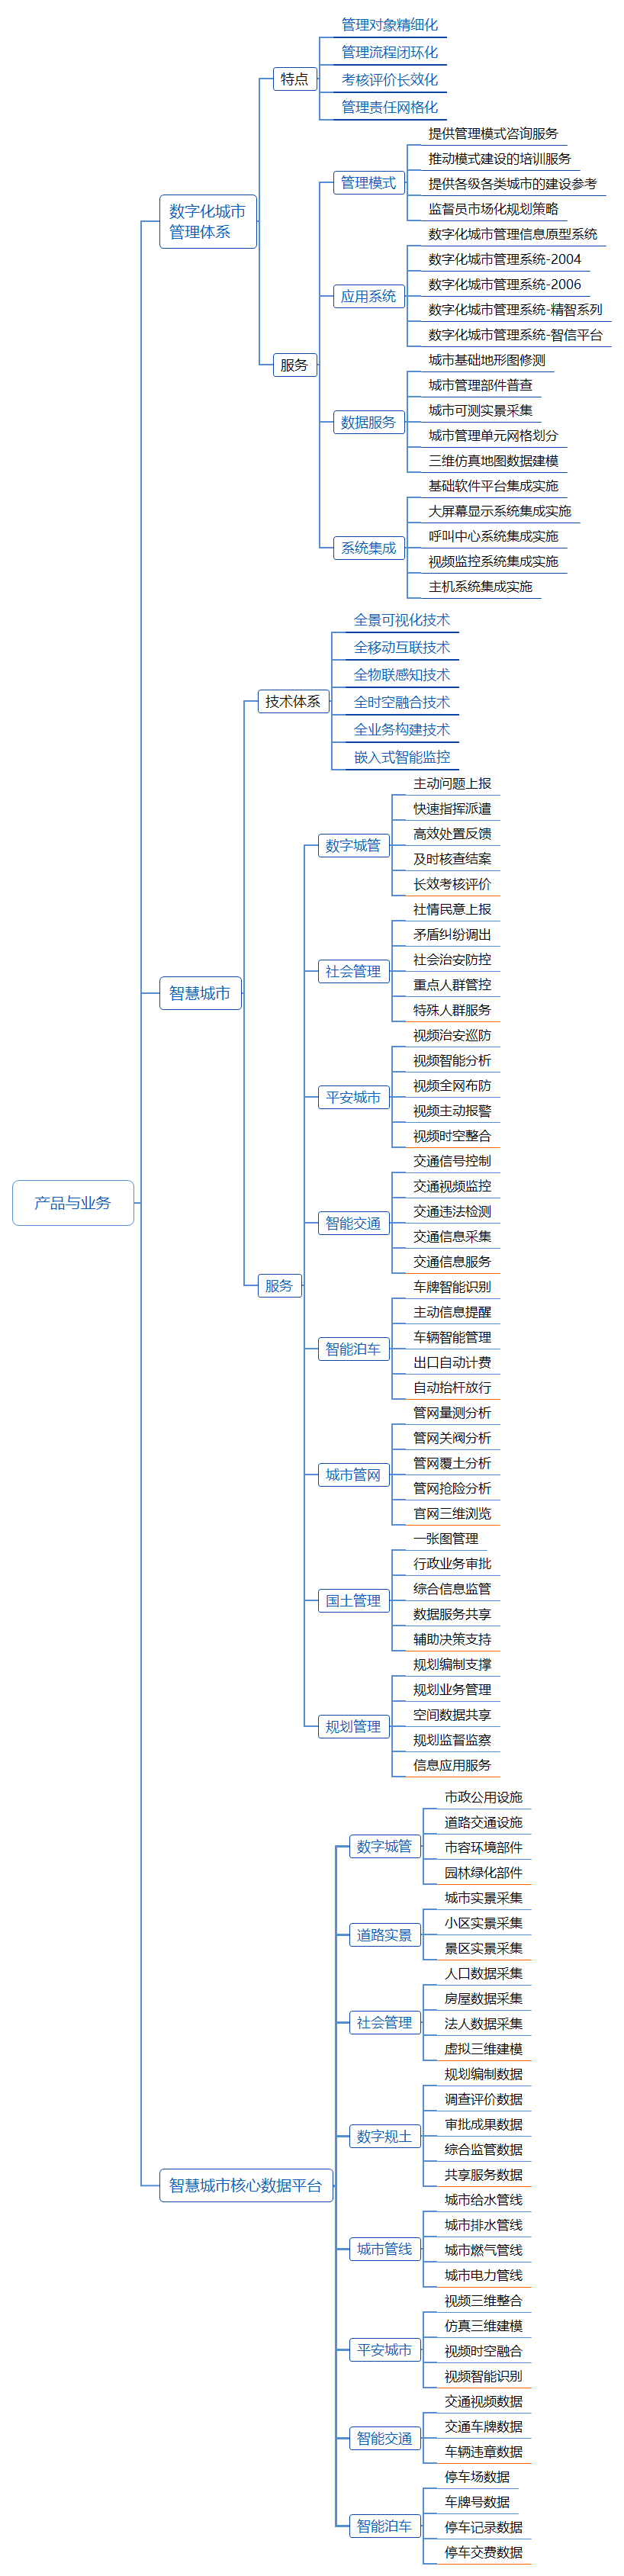 产品与业务
数字化城市
管理体系
特点
管理对象精细化
管理流程闭环化
考核评价长效化
管理责任网格化
服务
管理模式
提供管理模式咨询服务
推动模式建设的培训服务
提供各级各类城市的建设参考
监督员市场化规划策略
应用系统
数字化城市管理信息原型系统
数字化城市管理系统-2004
数字化城市管理系统-2006
数字化城市管理系统-精智系列
数字化城市管理系统-智信平台
数据服务
城市基础地形图修测
城市管理部件普查
城市可测实景采集
城市管理单元网格划分
三维仿真地图数据建模
系统集成
基础软件平台集成实施
大屏幕显示系统集成实施
呼叫中心系统集成实施
视频监控系统集成实施
主机系统集成实施
智慧城市
技术体系
全景可视化技术
全移动互联技术
全物联感知技术
全时空融合技术
全业务构建技术
嵌入式智能监控
服务
数字城管
主动问题上报
快速指挥派遣
高效处置反馈
及时核查结案
长效考核评价
社会管理
社情民意上报
矛盾纠纷调出
社会治安防控
重点人群管控
特殊人群服务
平安城市
视频治安巡防
视频智能分析
视频全网布防
视频主动报警
视频时空整合
智能交通
交通信号控制
交通视频监控
交通违法检测
交通信息采集
交通信息服务
智能泊车
车牌智能识别
主动信息提醒
车辆智能管理
出口自动计费
自动抬杆放行
城市管网
管网量测分析
管网关阀分析
管网覆土分析
管网抢险分析
官网三维浏览
国土管理
一张图管理
行政业务审批
综合信息监管
数据服务共享
辅助决策支持
规划管理
规划编制支撑
规划业务管理
空间数据共享
规划监督监察
信息应用服务
智慧城市核心数据平台
数字城管
市政公用设施
道路交通设施
市容环境部件
园林绿化部件
道路实景
城市实景采集
小区实景采集
景区实景采集
社会管理
人口数据采集
房屋数据采集
法人数据采集
虚拟三维建模
数字规土
规划编制数据
调查评价数据
审批成果数据
综合监管数据
共享服务数据
城市管线
城市给水管线
城市排水管线
城市燃气管线
城市电力管线
平安城市
视频三维整合
仿真三维建模
视频时空融合
视频智能识别
智能交通
交通视频数据
交通车牌数据
车辆违章数据
智能泊车
停车场数据
车牌号数据
停车记录数据
停车交费数据